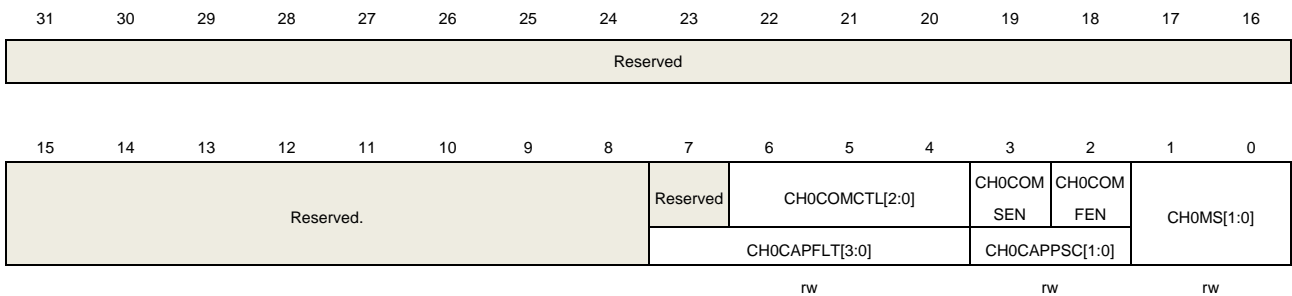 31 30 29 28 27 26 25 24 23 22 21 20 19 18 17 16
Reserved
15 14 13 12 11 10 9 8 7 6 5 4 3 2 1 0
Reserved. Reserved CH0COMCTL[2:0] CH0COM CH0COM CH0MS[1:0]
SEN FEN
CH0CAPFLT[3:0] CH0CAPPSC[1:0]
rw rw rw